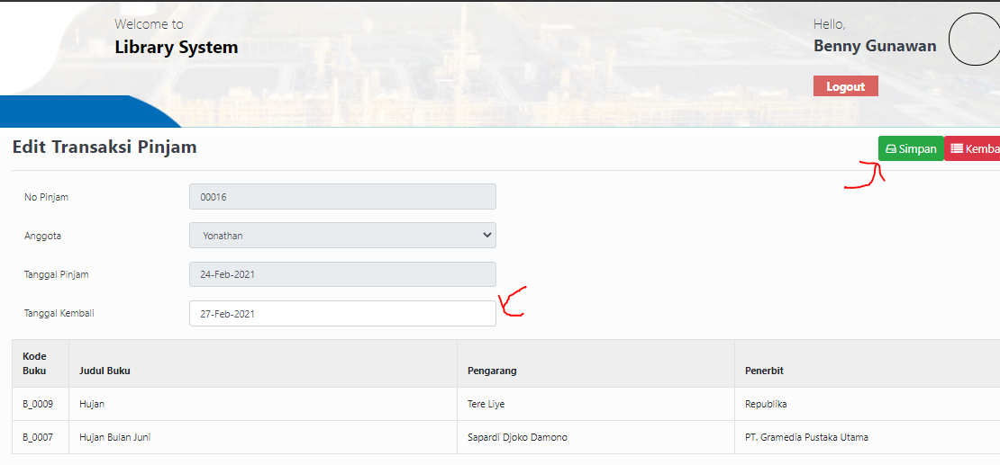 Welcome to
Library System
Hello,
Benny Gunawan
Logout
Edit Transaksi Pinjam
Simpan
Kemba
No Pinjam
00016
Anggota
Yonathan
Tanggal Pinjam
24-Feb-2021
Tanggal Kembali
27-Feb-2021
Kode Buku Judul Buku Pengarang Penerbit
B_0009 Hujan Tere Liye Republika
B_0007 Hujan Bulan Juni Sapardi Djoko Damono PT. Gramedia Pustaka Utama